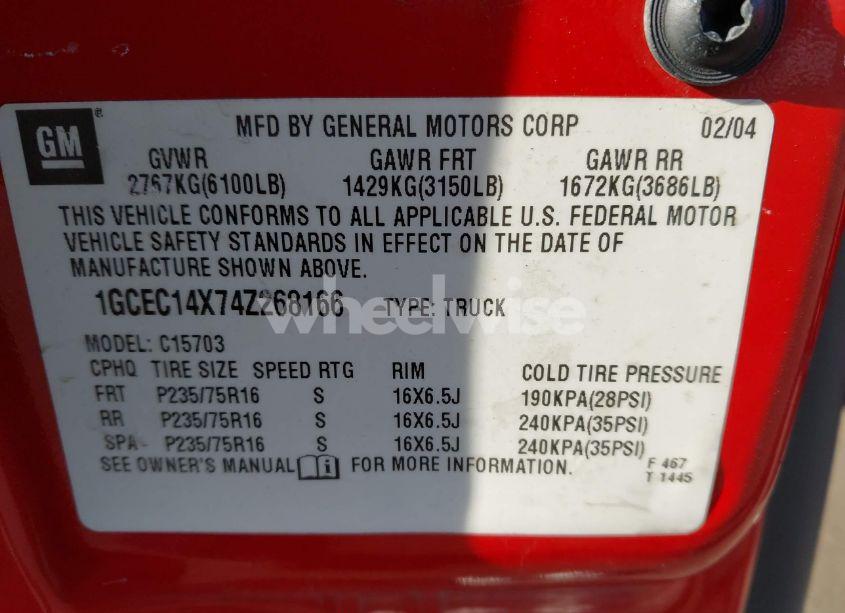 GM ® MFD BY GENERAL MOTORS CORP 02/04
GVWR GAWR FRT GAWR RR
2767KG(6100LB) 1429KG(3150LB) 1672KG(3686LB)
THIS VEHICLE CONFORMS TO ALL APPLICABLE U.S. FEDERAL MOTOR
VEHICLE SAFETY STANDARDS IN EFFECT ON THE DATE OF
MANUFACTURE SHOWN ABOVE.
1GCEC14X74Z268166 TYPE: TRUCK
wheelwise
MODEL: C15703
CPHQ TIRE SIZE SPEED RTG RIM COLD TIRE PRESSURE
FRT P235/75R16 S 16X6.5J 190KPA(28PSI)
RR P235/75R16 S 16X6.5J 240KPA(35PSI)
SPA P235/75R16 S 16X6.5J 240KPA(35PSI)
SEE OWNER'S MANUAL i FOR MORE INFORMATION.
F 467
T 1445